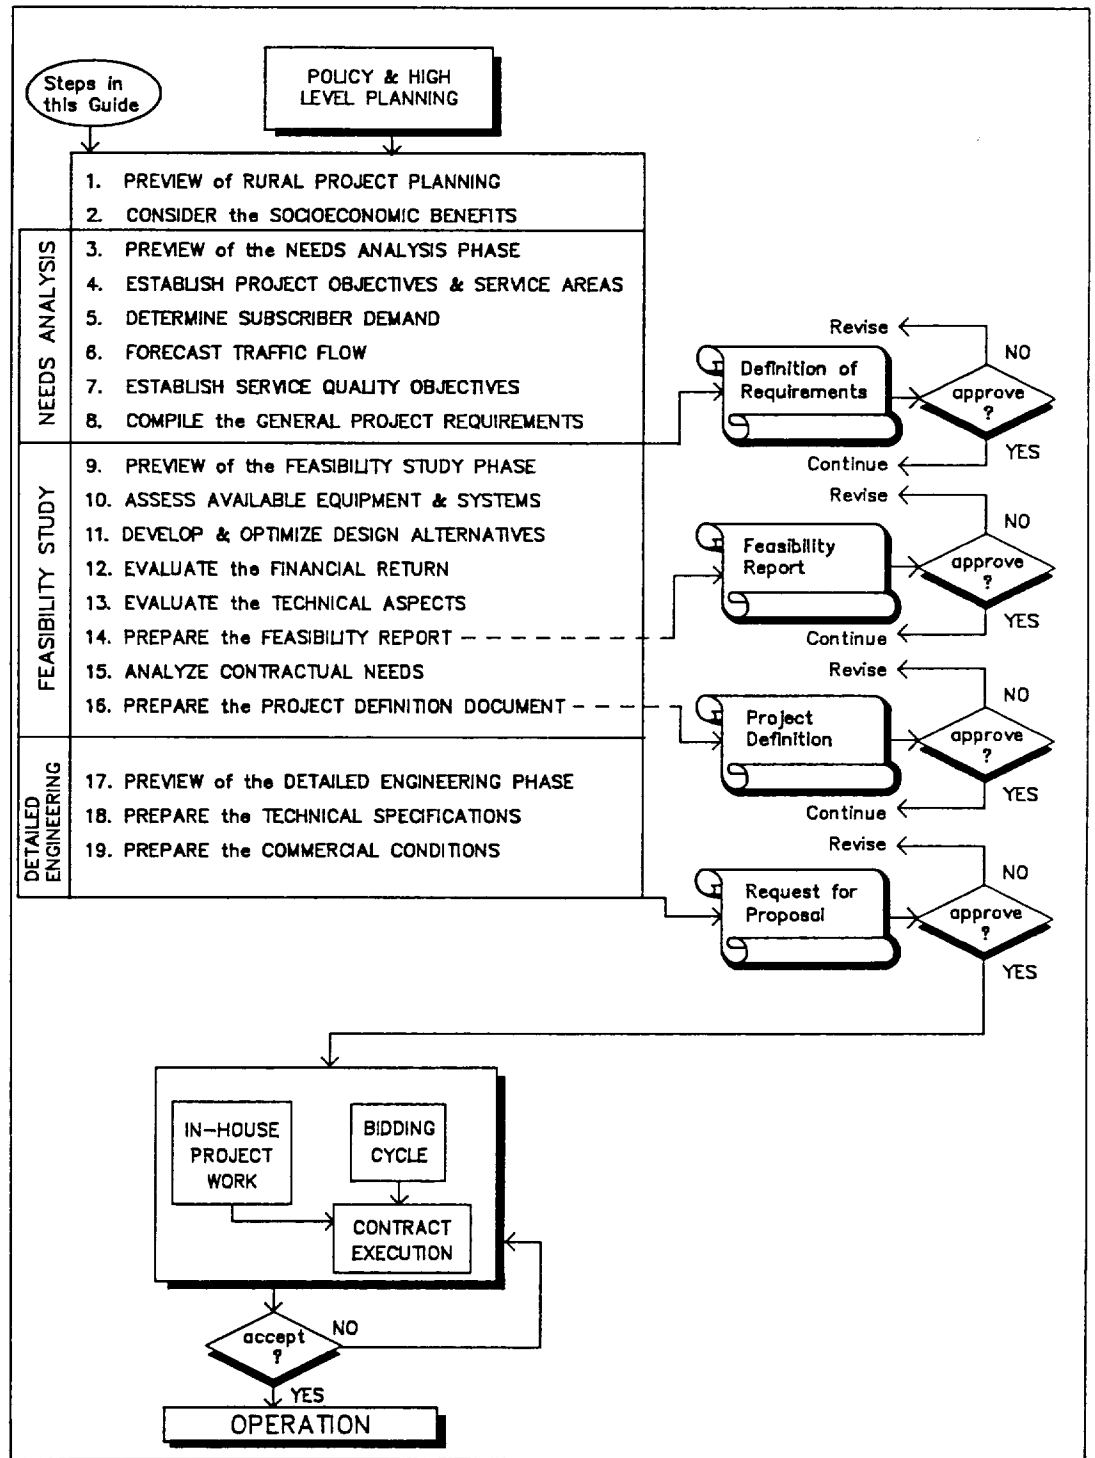 Steps in
this Guide
POLICY & HIGH
LEVEL PLANNING
1. PREVIEW of RURAL PROJECT PLANNING
2. CONSIDER the SOCIOECONOMIC BENEFITS
NEEDS ANALYSIS
3. PREVIEW of the NEEDS ANALYSIS PHASE
4. ESTABLISH PROJECT OBJECTIVES & SERVICE AREAS
5. DETERMINE SUBSCRIBER DEMAND
6. FORECAST TRAFFIC FLOW
7. ESTABLISH SERVICE QUALITY OBJECTIVES
8. COMPILE the GENERAL PROJECT REQUIREMENTS
Definition of
Requirements
approve
?
Revise
NO
YES
Continue
FEASIBILITY STUDY
9. PREVIEW of the FEASIBILITY STUDY PHASE
10. ASSESS AVAILABLE EQUIPMENT & SYSTEMS
11. DEVELOP & OPTIMIZE DESIGN ALTERNATIVES
12. EVALUATE the FINANCIAL RETURN
13. EVALUATE the TECHNICAL ASPECTS
14. PREPARE the FEASIBILITY REPORT
15. ANALYZE CONTRACTUAL NEEDS
16. PREPARE the PROJECT DEFINITION DOCUMENT
Feasibility
Report
approve
?
Revise
NO
YES
Continue
Project
Definition
approve
?
Revise
NO
YES
Continue
DETAILED
ENGINEERING
17. PREVIEW of the DETAILED ENGINEERING PHASE
18. PREPARE the TECHNICAL SPECIFICATIONS
19. PREPARE the COMMERCIAL CONDITIONS
Request for
Proposal
approve
?
Revise
NO
YES
IN-HOUSE
PROJECT
WORK
BIDDING
CYCLE
CONTRACT
EXECUTION
accept
?
NO
YES
OPERATION